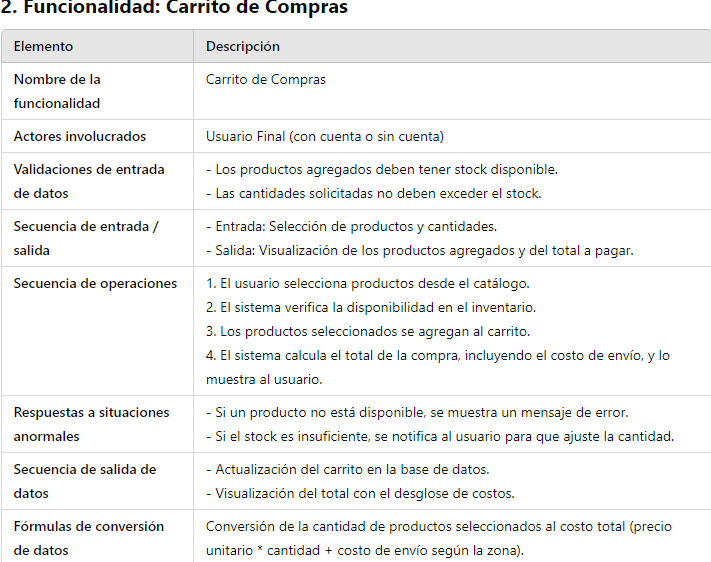 2. Funcionalidad: Carrito de Compras
Elemento Descripción
Nombre de la Carrito de Compras
funcionalidad
Actores involucrados Usuario Final (con cuenta o sin cuenta)
Validaciones de entrada - Los productos agregados deben tener stock disponible.
de datos - Las cantidades solicitadas no deben exceder el stock.
Secuencia de entrada / - Entrada: Selección de productos y cantidades.
salida - Salida: Visualización de los productos agregados y del total a pagar.
Secuencia de operaciones 1. El usuario selecciona productos desde el catálogo.
2. El sistema verifica la disponibilidad en el inventario.
3. Los productos seleccionados se agregan al carrito.
4. El sistema calcula el total de la compra, incluyendo el costo de envío, y lo
muestra al usuario.
Respuestas a situaciones - Si un producto no está disponible, se muestra un mensaje de error.
anormales - Si el stock es insuficiente, se notifica al usuario para que ajuste la cantidad.
Secuencia de salida de - Actualización del carrito en la base de datos.
datos - Visualización del total con el desglose de costos.
Fórmulas de conversión Conversión de la cantidad de productos seleccionados al costo total (precio
de datos unitario * cantidad + costo de envío según la zona).